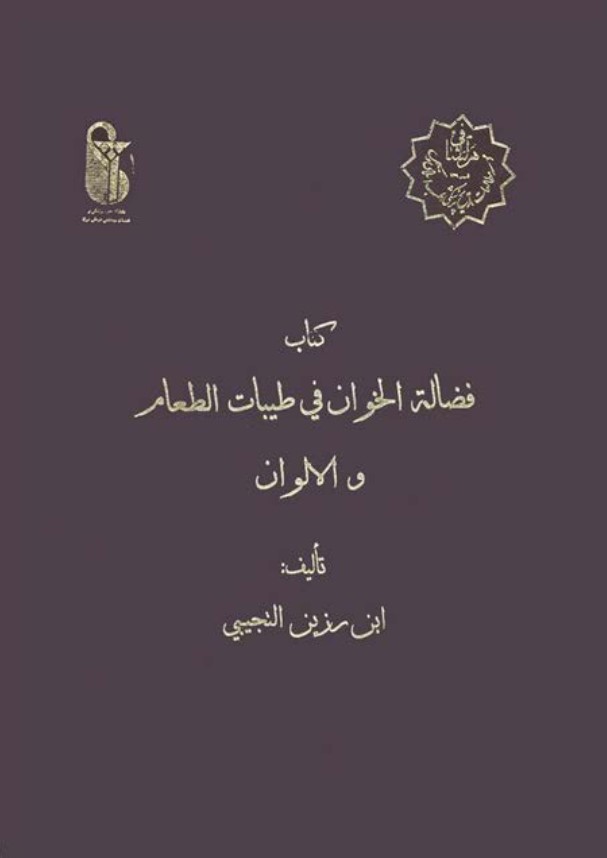 كتاب
فضالة الخوان في طيبات الطعام
و الالوان
تأليف:
ابن رزين التجيبي